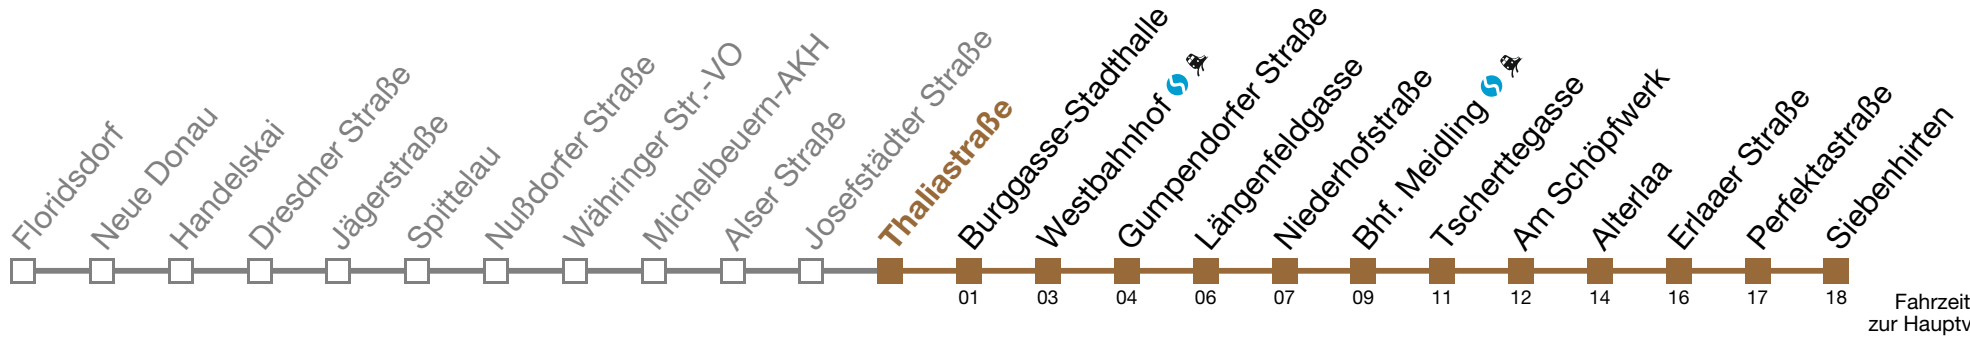 Floridsdorf
Neue Donau
Handelskai
Dresdner Straße
Jägerstraße
Spittelau
Nußdorfer Straße
Währinger Str.-VO
Michelbeuern-AKH
Alser Straße
Josefstädter Straße
Thaliastraße
Burggasse-Stadthalle
Westbahnhof
Gumpendorfer Straße
Längenfeldgasse
Niederhofstraße
Bhf. Meidling
Tscherttegasse
Am Schöpfwerk
Alterlaa
Erlaaer Straße
Perfektastraße
Siebenhirten
01 03 04 06 07 09 11 12 14 16 17 18
Fahrzeit
zur Hauptv